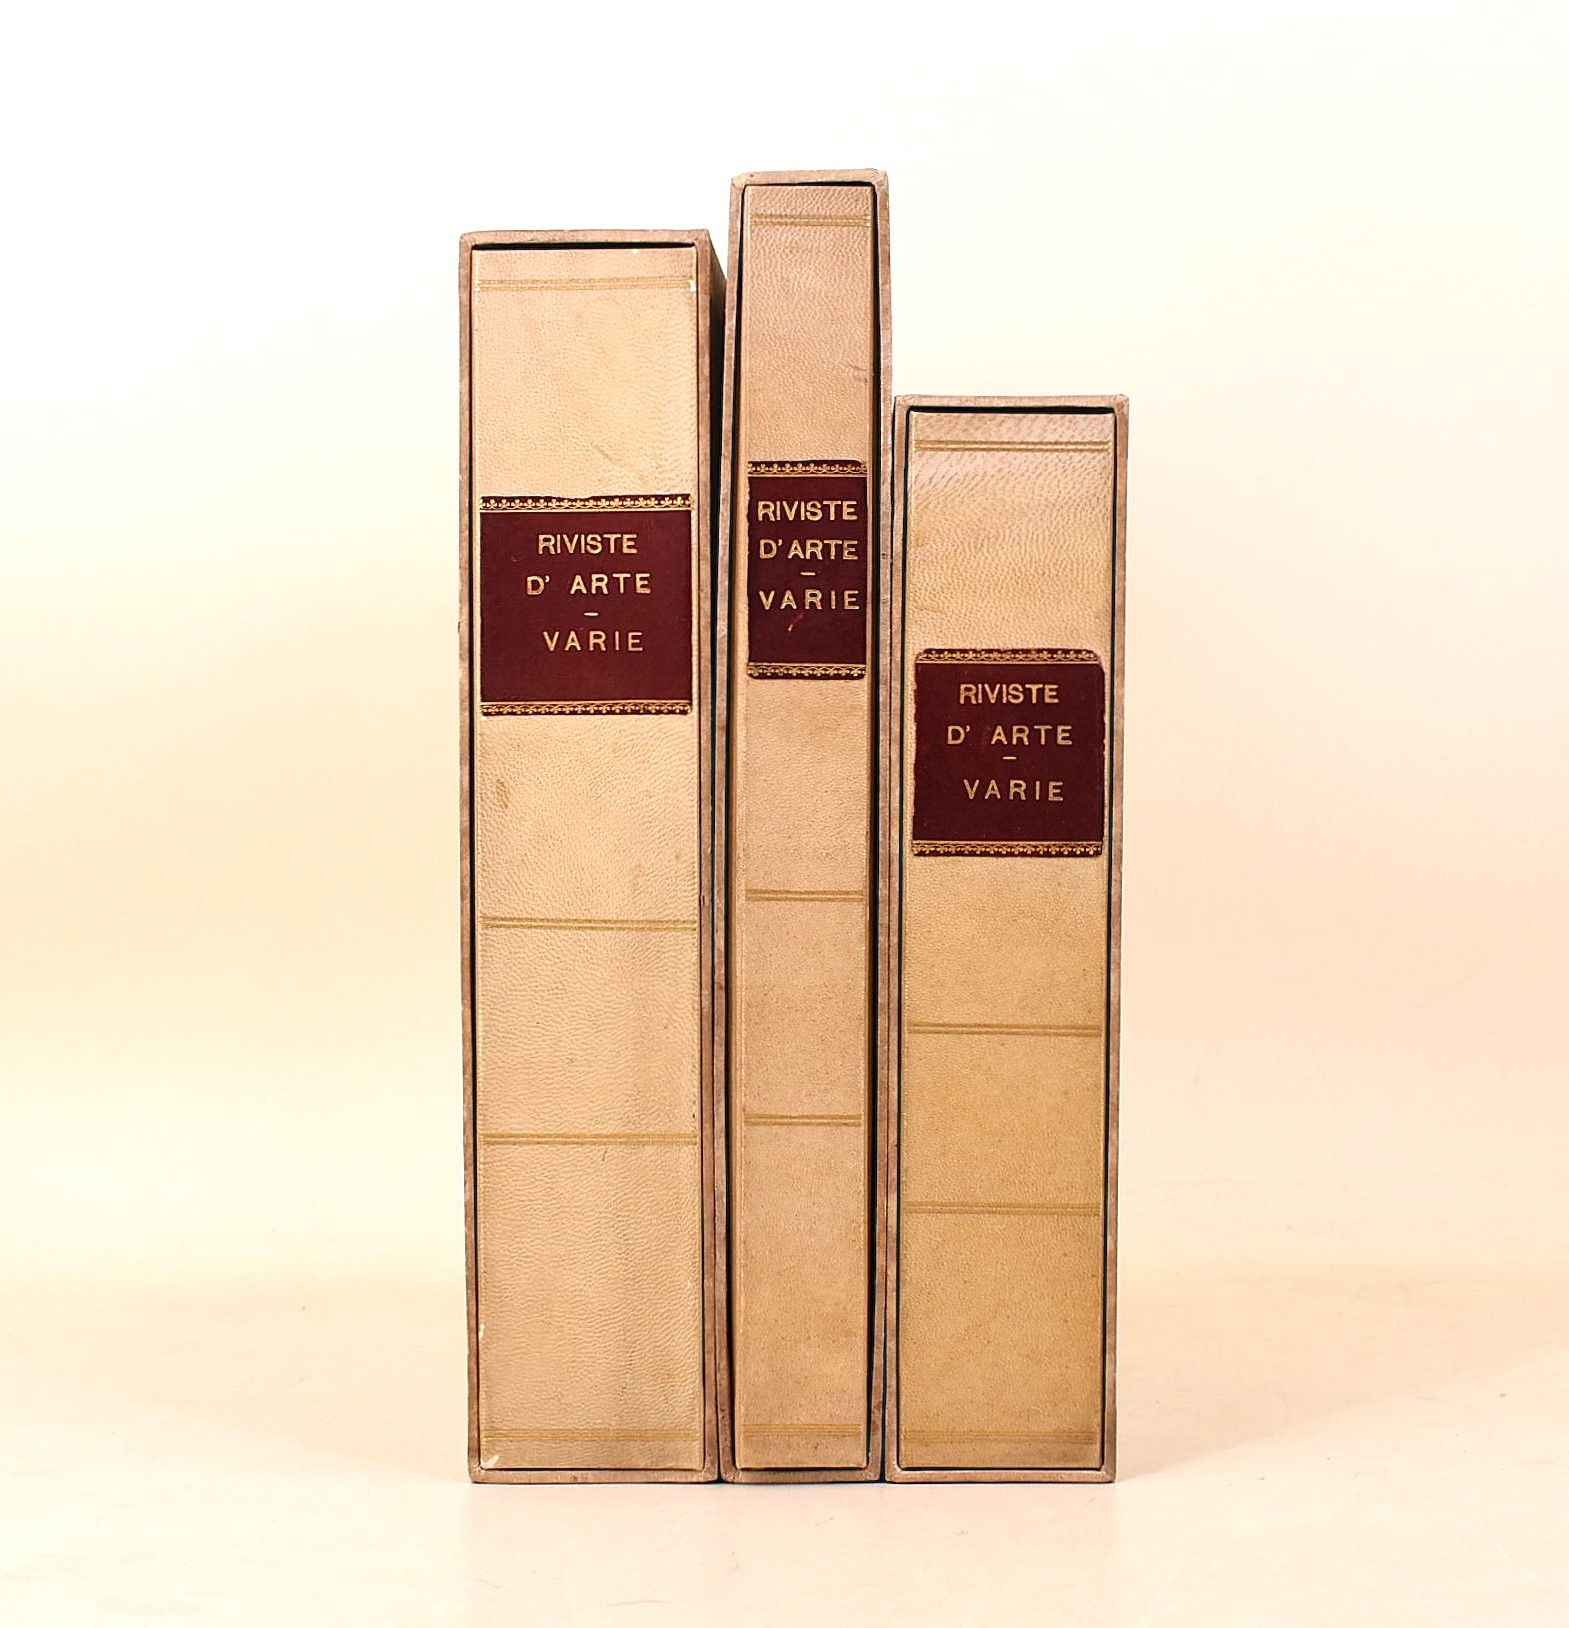 RIVISTE
D' ARTE
–
VARIE
RIVISTE
D'ARTE
–
VARIE
RIVISTE
D' ARTE
–
VARIE